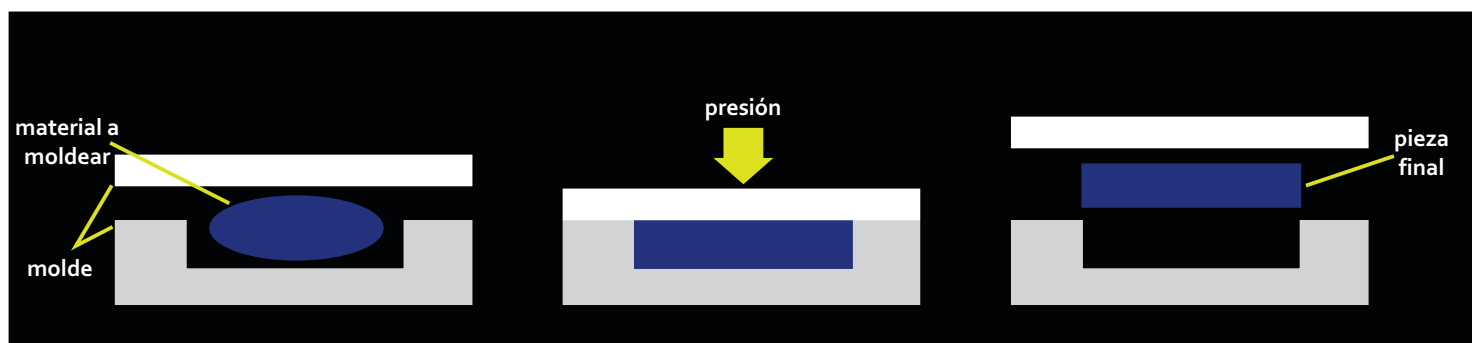 material a
moldear
molde
presión
pieza
final